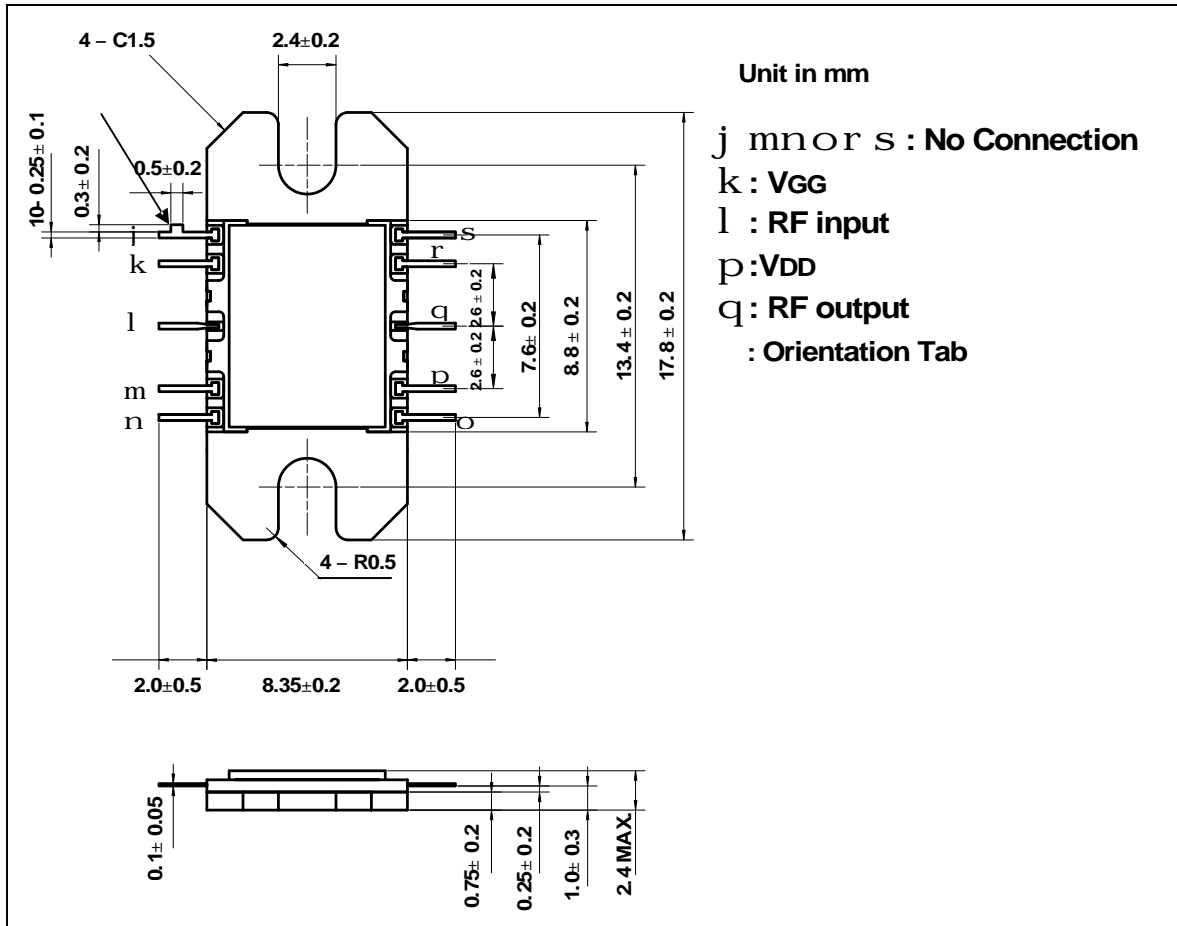 4 – C1.5
2.4±0.2
Unit in mm
10- 0.25± 0.1
0.3± 0.2
0.5±0.2
j mnor s : No Connection
k : VGG
l : RF input
p :VDD
q : RF output
: Orientation Tab
j
k
l
m
n
s
r
q
p
o
2.6 ± 0.2
2.6 ± 0.2
7.6± 0.2
8.8 ± 0.2
13.4 ± 0.2
17.8 ± 0.2
4 – R0.5
2.0±0.5
8.35±0.2
2.0±0.5
0.1± 0.05
0.75± 0.2
0.25± 0.2
1.0± 0.3
2.4 MAX.